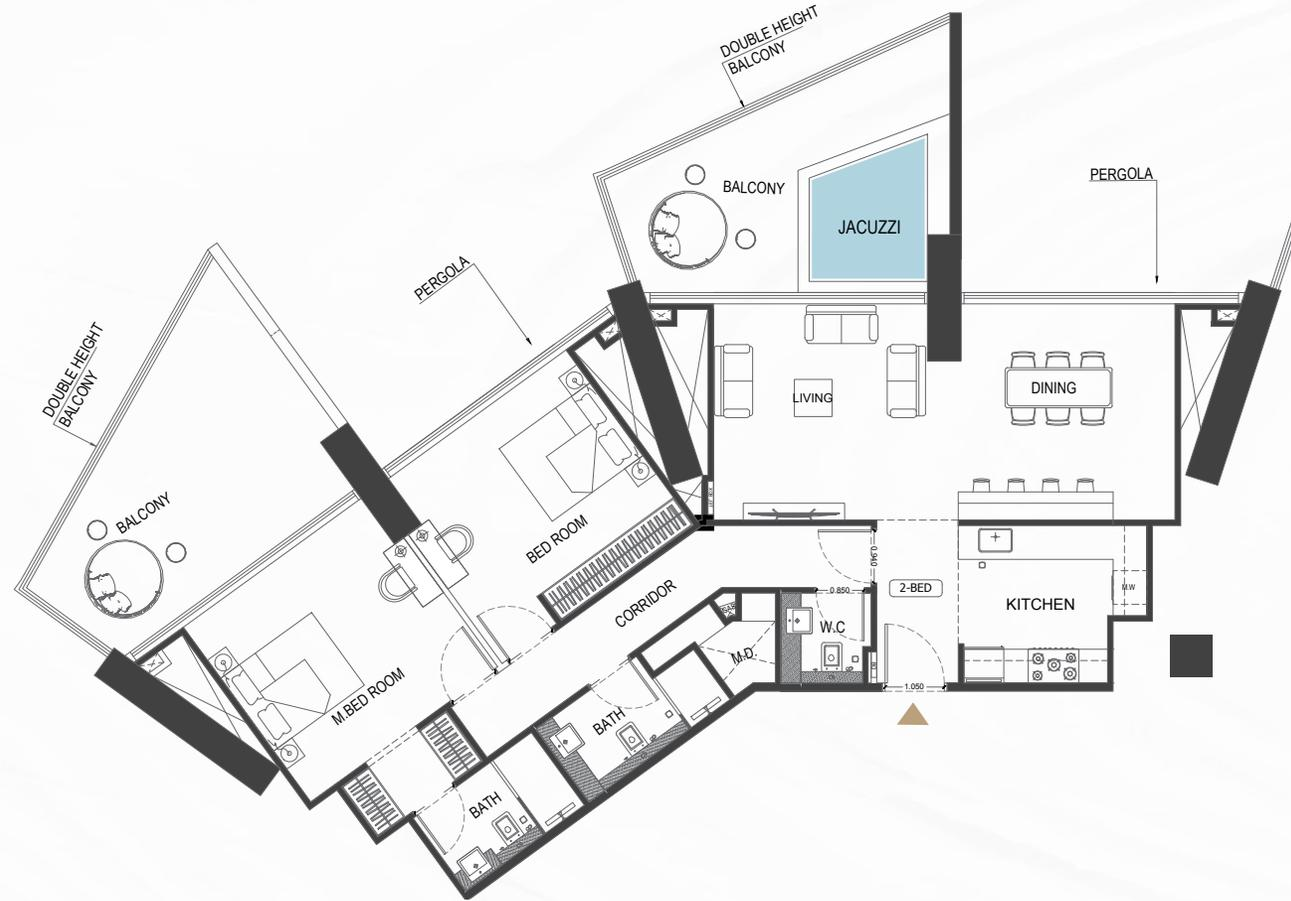 DOUBLE HEIGHT
BALCONY
PERGOLA
BALCONY
JACUZZI
PERGOLA
DOUBLE HEIGHT
BALCONY
LIVING
DINING
BALCONY
BED ROOM
0.940
2-BED
M.W
0.850
CORRIDOR
KITCHEN
W.C
M.D.
M.BED ROOM
1.050
BATH
BATH